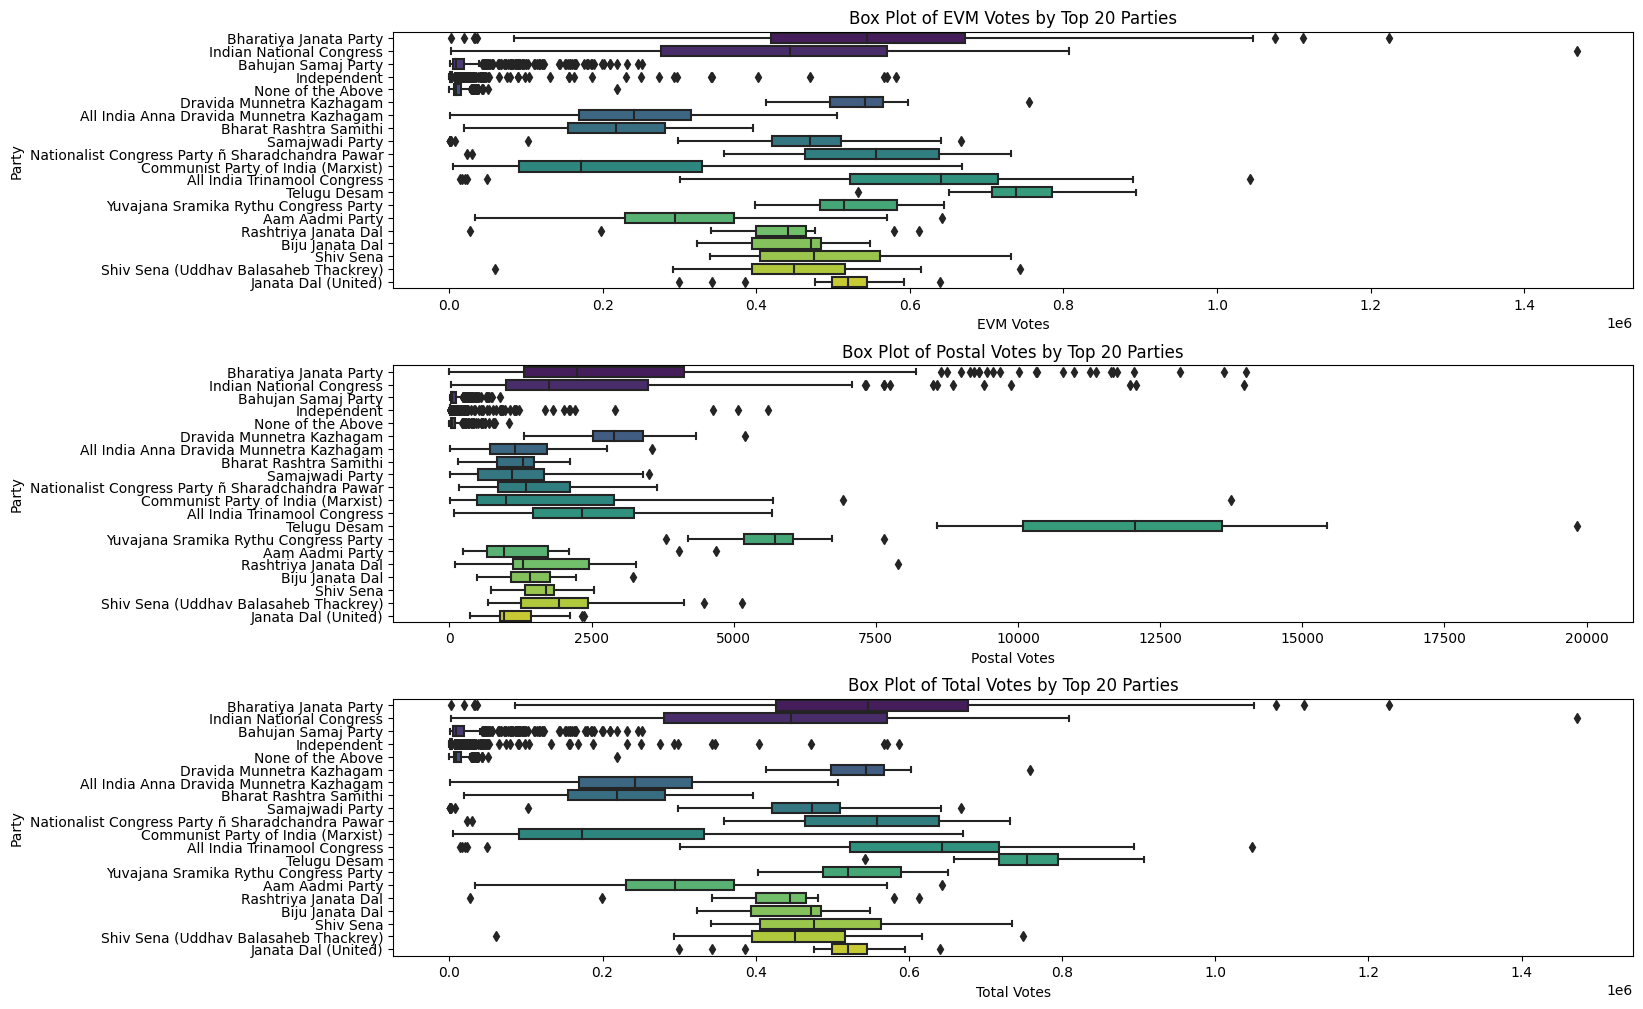 Box Plot of EVM Votes by Top 20 Parties
Party
Bharatiya Janata Party
Indian National Congress
Bahujan Samaj Party
Independent
None of the Above
Dravida Munnetra Kazhagam
All India Anna Dravida Munnetra Kazhagam
Bharat Rashtra Samithi
Samajwadi Party
Nationalist Congress Party ñ Sharadchandra Pawar
Communist Party of India (Marxist)
All India Trinamool Congress
Telugu Desam
Yuvajana Sramika Rythu Congress Party
Aam Aadmi Party
Rashtriya Janata Dal
Biju Janata Dal
Shiv Sena
Shiv Sena (Uddhav Balasaheb Thackrey)
Janata Dal (United)
0.0 0.2 0.4 0.6 0.8 1.0 1.2 1.4
EVM Votes
1e6
Box Plot of Postal Votes by Top 20 Parties
Party
Bharatiya Janata Party
Indian National Congress
Bahujan Samaj Party
Independent
None of the Above
Dravida Munnetra Kazhagam
All India Anna Dravida Munnetra Kazhagam
Bharat Rashtra Samithi
Samajwadi Party
Nationalist Congress Party ñ Sharadchandra Pawar
Communist Party of India (Marxist)
All India Trinamool Congress
Telugu Desam
Yuvajana Sramika Rythu Congress Party
Aam Aadmi Party
Rashtriya Janata Dal
Biju Janata Dal
Shiv Sena
Shiv Sena (Uddhav Balasaheb Thackrey)
Janata Dal (United)
0 2500 5000 7500 10000 12500 15000 17500 20000
Postal Votes
Box Plot of Total Votes by Top 20 Parties
Party
Bharatiya Janata Party
Indian National Congress
Bahujan Samaj Party
Independent
None of the Above
Dravida Munnetra Kazhagam
All India Anna Dravida Munnetra Kazhagam
Bharat Rashtra Samithi
Samajwadi Party
Nationalist Congress Party ñ Sharadchandra Pawar
Communist Party of India (Marxist)
All India Trinamool Congress
Telugu Desam
Yuvajana Sramika Rythu Congress Party
Aam Aadmi Party
Rashtriya Janata Dal
Biju Janata Dal
Shiv Sena
Shiv Sena (Uddhav Balasaheb Thackrey)
Janata Dal (United)
0.0 0.2 0.4 0.6 0.8 1.0 1.2 1.4
Total Votes
1e6